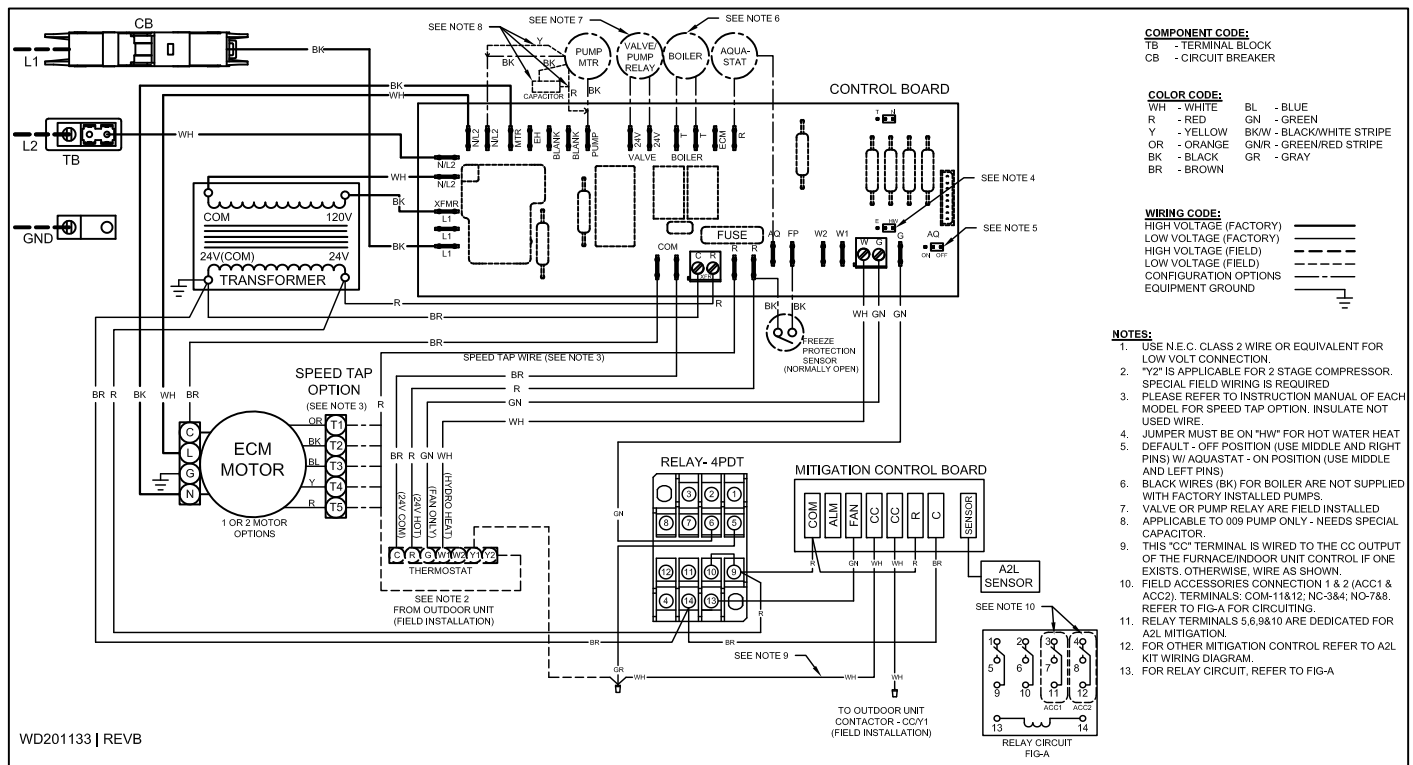 CB
L1
BK
SEE NOTE 8
SEE NOTE 7
SEE NOTE 6
Y
BK
BK
R
BK
CAPACITOR
PUMP
MTR
VALVE/
PUMP
RELAY
BOILER
AQUA-
STAT
BK
WH
CONTROL BOARD
L2
TB
WH
N/L2
N/L2
MTR
EH
BLANK
BLANK
PUMP
24V
24V
T
T
ECM
R
VALVE
BOILER
N/L2
WH
N/L2
BK
XFMR
L1
L1
BK
L1
COM
120V
24V(COM)
24V
TRANSFORMER
GND
COM
C
R
XFR
FUSE
R
R
AQ
FP
W2
W1
E
HW
W
G
G
AQ
ON
OFF
SEE NOTE 4
SEE NOTE 5
R
R
BR
BR
BK
BK
WH
GN
GN
FREEZE
PROTECTION
SENSOR
(NORMALLY OPEN)
SPEED TAP WIRE (SEE NOTE 3)
BR
R
GN
WH
SPEED TAP
OPTION
(SEE NOTE 3)
R
BR
R
BK
WH
BR
C
L
G
N
ECM
MOTOR
1 OR 2 MOTOR
OPTIONS
OR
T1
BK
T2
BL
T3
Y
T4
R
T5
BR
R
GN
WH
(24V COM)
(24V HOT)
(FAN ONLY)
(HYDRO HEAT)
C
R
G
W1
W2
Y1
Y2
THERMOSTAT
SEE NOTE 2
FROM OUTDOOR UNIT
(FIELD INSTALLATION)
RELAY- 4PDT
3
2
1
8
7
6
5
12
11
10
9
4
14
13
GN
MITIGATION CONTROL BOARD
COM
ALM
FAN
CC
CC
R
C
SENSOR
R
GN
WH
WH
R
BR
A2L
SENSOR
R
BR
BR
BR
SEE NOTE 9
GR
WH
WH
WH
TO OUTDOOR UNIT
CONTACTOR - CC/Y1
(FIELD INSTALLATION)
SEE NOTE 10
1
2
3
4
5
6
7
8
9
10
11
12
ACC1
ACC2
13
14
RELAY CIRCUIT
FIG-A
COMPONENT CODE:
TB - TERMINAL BLOCK
CB - CIRCUIT BREAKER
COLOR CODE:
WH - WHITE BL - BLUE
R - RED GN - GREEN
Y - YELLOW BK/W - BLACK/WHITE STRIPE
OR - ORANGE GN/R - GREEN/RED STRIPE
BK - BLACK GR - GRAY
BR - BROWN
WIRING CODE:
HIGH VOLTAGE (FACTORY)
LOW VOLTAGE (FACTORY)
HIGH VOLTAGE (FIELD)
LOW VOLTAGE (FIELD)
CONFIGURATION OPTIONS
EQUIPMENT GROUND
NOTES:
1. USE N.E.C. CLASS 2 WIRE OR EQUIVALENT FOR
LOW VOLT CONNECTION.
2. "Y2" IS APPLICABLE FOR 2 STAGE COMPRESSOR.
SPECIAL FIELD WIRING IS REQUIRED
3. PLEASE REFER TO INSTRUCTION MANUAL OF EACH
MODEL FOR SPEED TAP OPTION. INSULATE NOT
USED WIRE.
4. JUMPER MUST BE ON "HW" FOR HOT WATER HEAT
5. DEFAULT - OFF POSITION (USE MIDDLE AND RIGHT
PINS) W/ AQUASTAT - ON POSITION (USE MIDDLE
AND LEFT PINS)
6. BLACK WIRES (BK) FOR BOILER ARE NOT SUPPLIED
WITH FACTORY INSTALLED PUMPS.
7. VALVE OR PUMP RELAY ARE FIELD INSTALLED
8. APPLICABLE TO 009 PUMP ONLY - NEEDS SPECIAL
CAPACITOR.
9. THIS "CC" TERMINAL IS WIRED TO THE CC OUTPUT
OF THE FURNACE/INDOOR UNIT CONTROL IF ONE
EXISTS. OTHERWISE, WIRE AS SHOWN.
10. FIELD ACCESSORIES CONNECTION 1 & 2 (ACC1 &
ACC2). TERMINALS: COM-11&12; NC-3&4; NO-7&8.
REFER TO FIG-A FOR CIRCUITING.
11. RELAY TERMINALS 5,6,9&10 ARE DEDICATED FOR
A2L MITIGATION.
12. FOR OTHER MITIGATION CONTROL REFER TO A2L
KIT WIRING DIAGRAM.
13. FOR RELAY CIRCUIT, REFER TO FIG-A
WD201133 | REVB